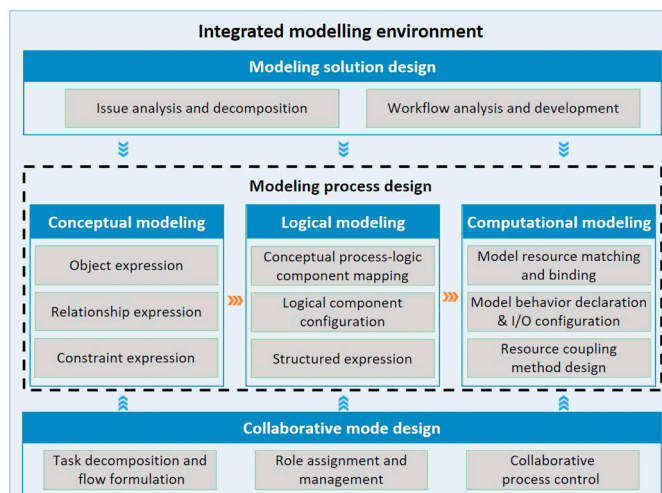 Integrated modelling environment
Modeling solution design
Issue analysis and decomposition
Workflow analysis and development
Modeling process design
Conceptual modeling
Logical modeling
Computational modeling
Object expression
Conceptual process-logic
component mapping
Model resource matching
and binding
Relationship expression
Logical component
configuration
Model behavior declaration
& I/O configuration
Constraint expression
Structured expression
Resource coupling
method design
Collaborative mode design
Task decomposition and
flow formulation
Role assignment and
management
Collaborative
process control